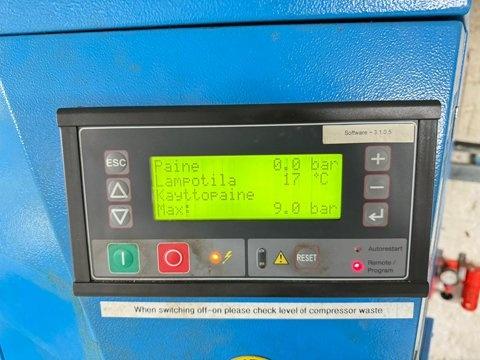 Software - 3.1.0.5
ESC
Paine 0.0 bar
Lampotila 17 °C
Kayttopaine
Max: 9.0 bar
RESET
Autorestart
Remote /
Program
When switching off-on please check level of compressor waste